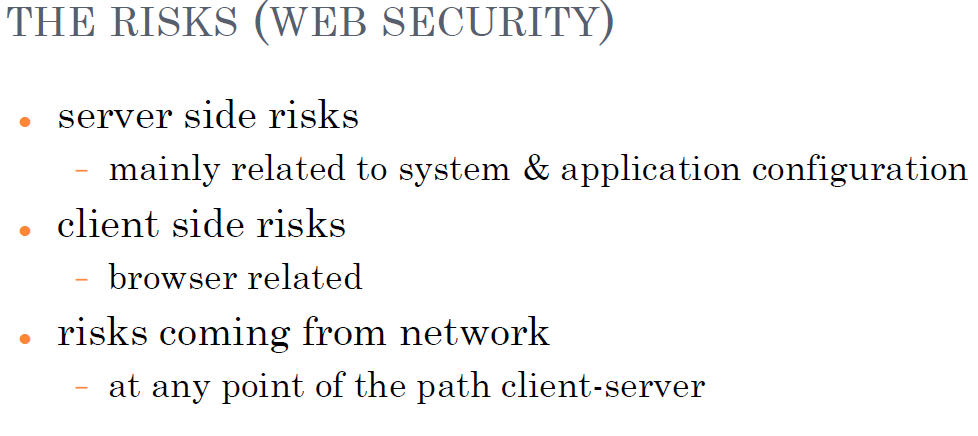 THE RISKS (WEB SECURITY)
• server side risks
– mainly related to system & application configuration
• client side risks
– browser related
• risks coming from network
– at any point of the path client-server